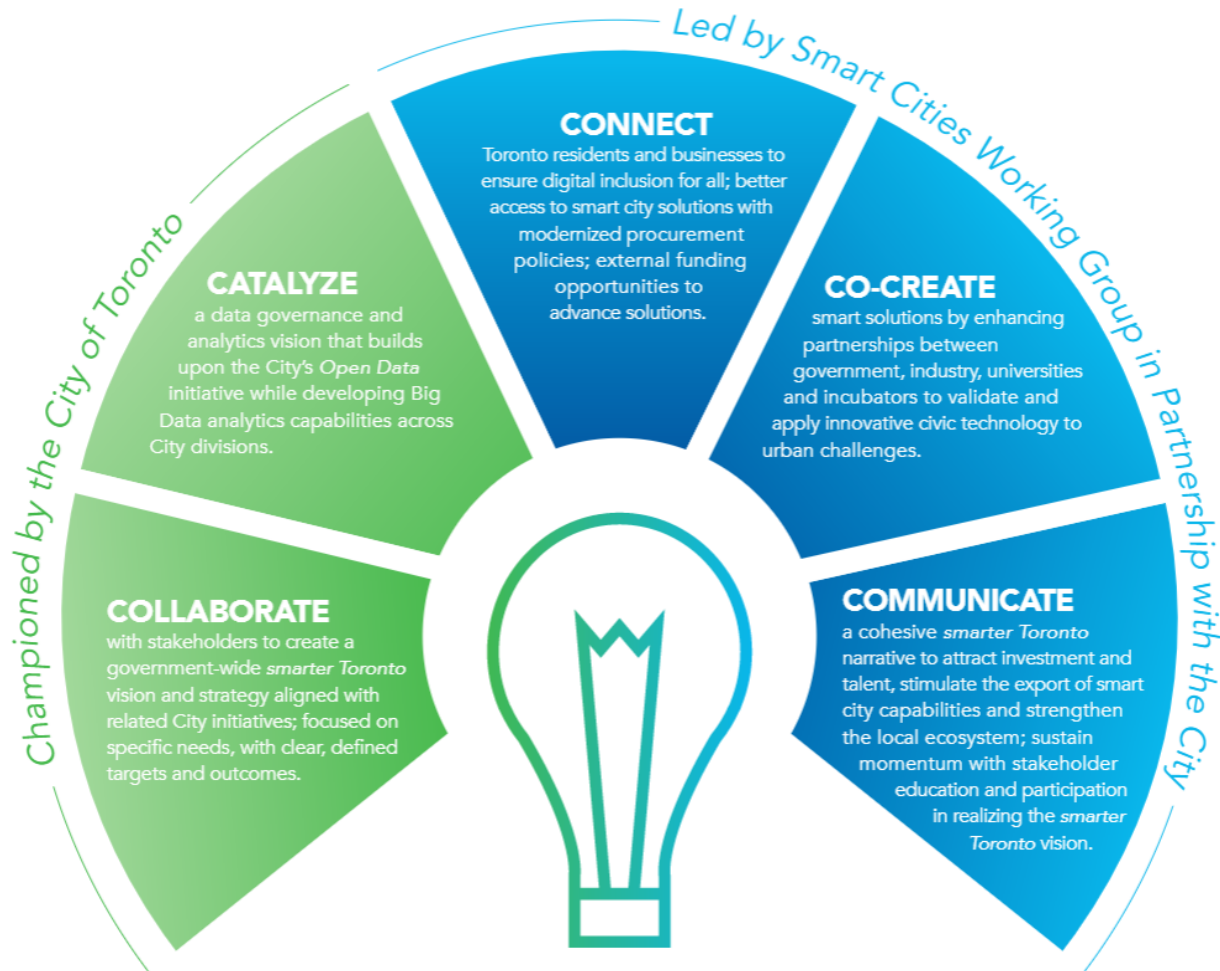 Led by Smart Cities Working Group in Partnership with the City
CONNECT
Toronto residents and businesses to
ensure digital inclusion for all; better
access to smart city solutions with
modernized procurement
policies; external funding
opportunities to
advance solutions.
Championed by the City of Toronto
CATALYZE
a data governance and
analytics vision that builds
upon the City's Open Data
initiative while developing Big
Data analytics capabilities across
City divisions.
CO-CREATE
smart solutions by enhancing
partnerships between
government, industry, universities
and incubators to validate and
apply innovative civic technology to
urban challenges.
COLLABORATE
with stakeholders to create a
government-wide smarter Toronto
vision and strategy aligned with
related City initiatives; focused on
specific needs, with clear, defined
targets and outcomes.
COMMUNICATE
a cohesive smarter Toronto
narrative to attract investment and
talent, stimulate the export of smart
city capabilities and strengthen
the local ecosystem; sustain
momentum with stakeholder
education and participation
in realizing the smarter
Toronto vision.